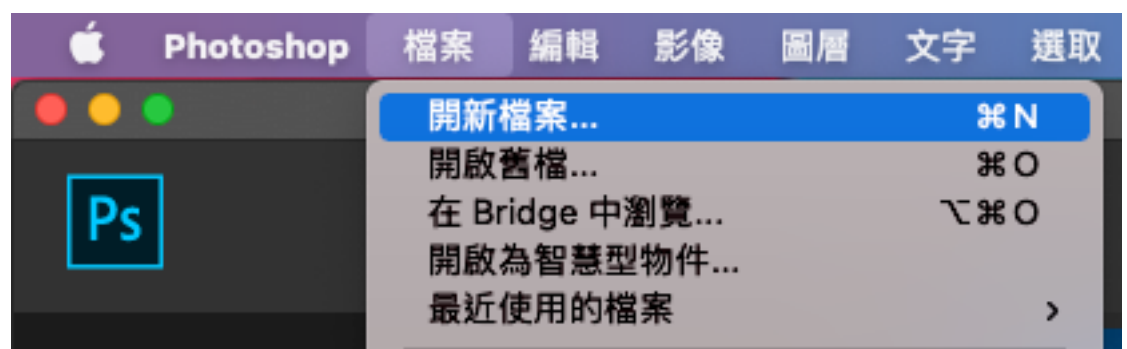 Photoshop 檔案 編輯 影像 圖層 文字 選取
開新檔案... ⌘ N
開啟舊檔... ⌘ O
Ps
在 Bridge 中瀏覽... ⌥⌘ O
開啟為智慧型物件...
最近使用的檔案 >